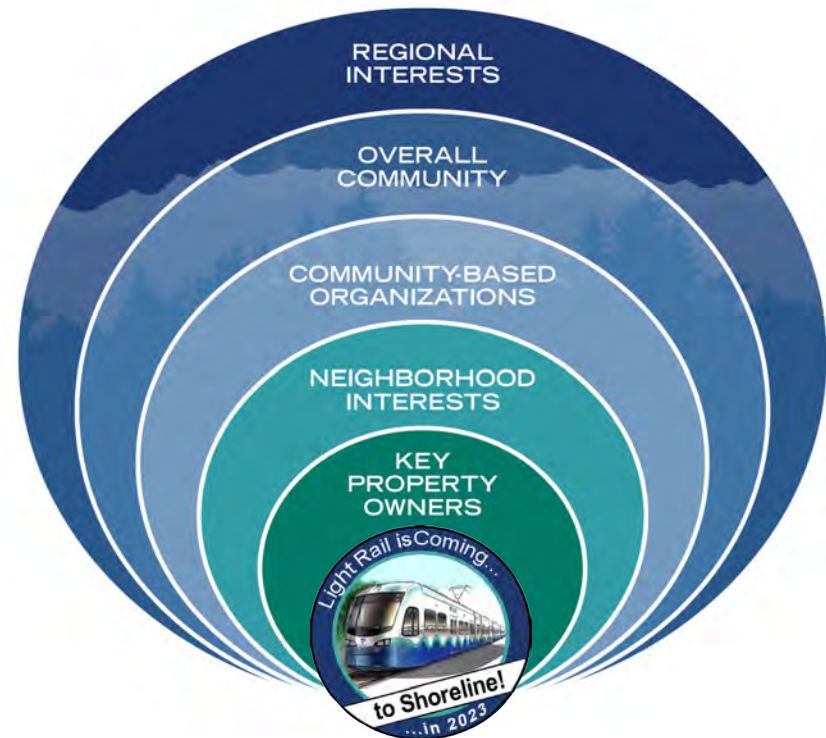 REGIONAL
INTERESTS
OVERALL
COMMUNITY
COMMUNITY-BASED
ORGANIZATIONS
NEIGHBORHOOD
INTERESTS
KEY
PROPERTY
OWNERS
Light Rail isComing...
to Shoreline!
...in 2023